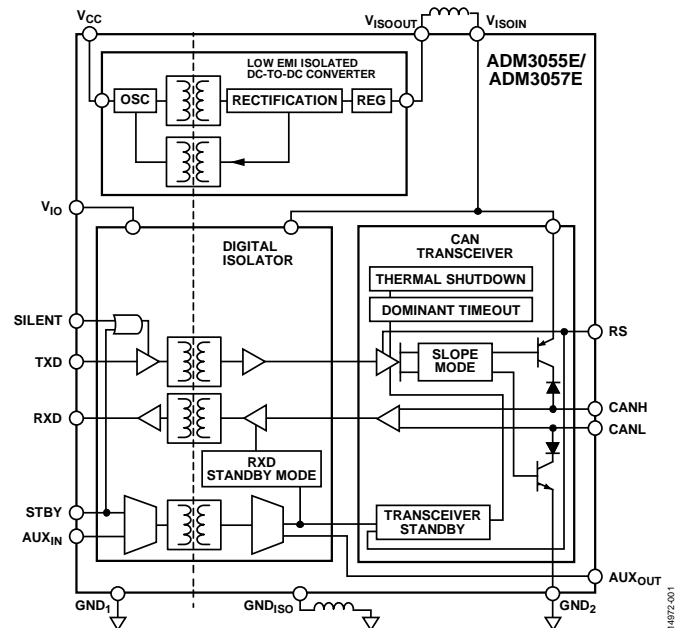 VCC
VISOOUT
VISOIN
ADM3055E/
ADM3057E
LOW EMI ISOLATED
DC-TO-DC CONVERTER
OSC
RECTIFICATION
REG
VIO
DIGITAL
ISOLATOR
CAN
TRANSCEIVER
THERMAL SHUTDOWN
DOMINANT TIMEOUT
SILENT
RS
TXD
SLOPE
MODE
RXD
CANH
CANL
RXD
STANDBY MODE
STBY
AUXIN
TRANSCEIVER
STANDBY
AUXOUT
GND1
GNDISO
GND2
14972-001